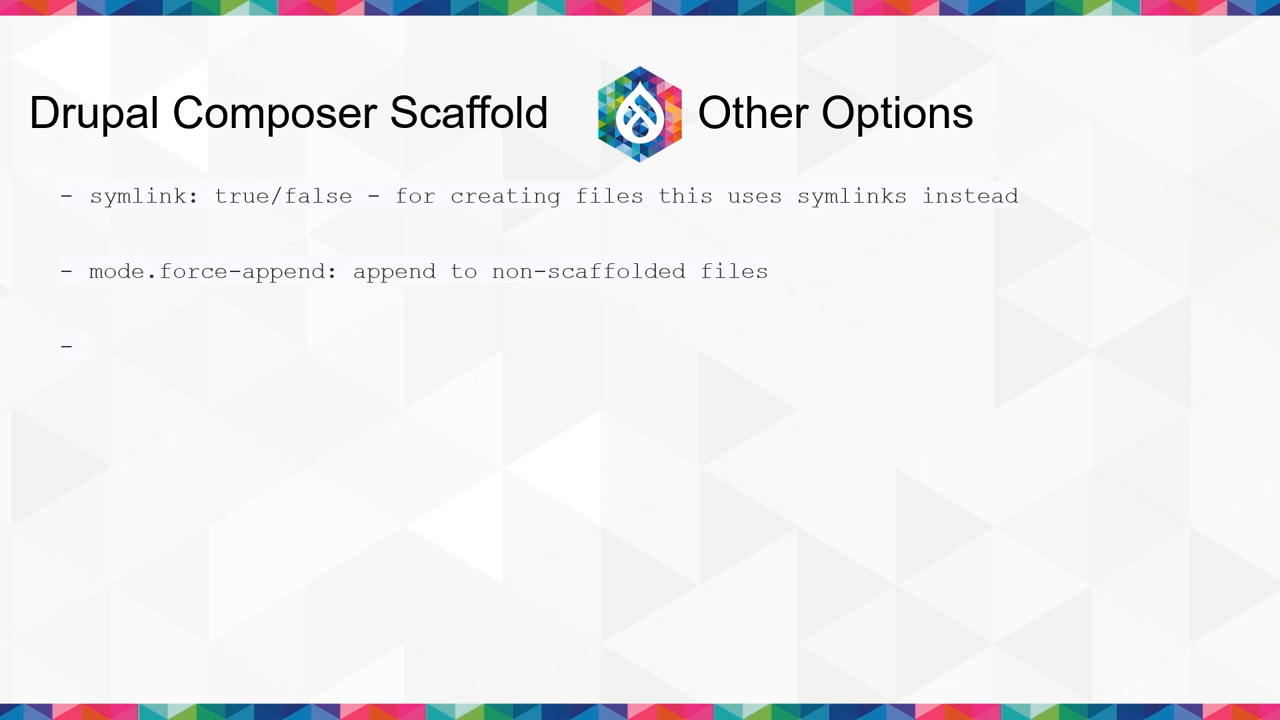 Drupal Composer Scaffold Other Options
- symlink: true/false - for creating files this uses symlinks instead
- mode.force-append: append to non-scaffolded files
-